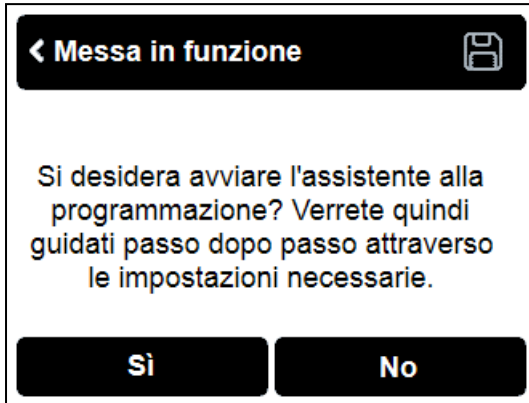 Messa in funzione
Si desidera avviare l'assistente alla
programmazione? Verrete quindi
guidati passo dopo passo attraverso
le impostazioni necessarie.
Sì
No